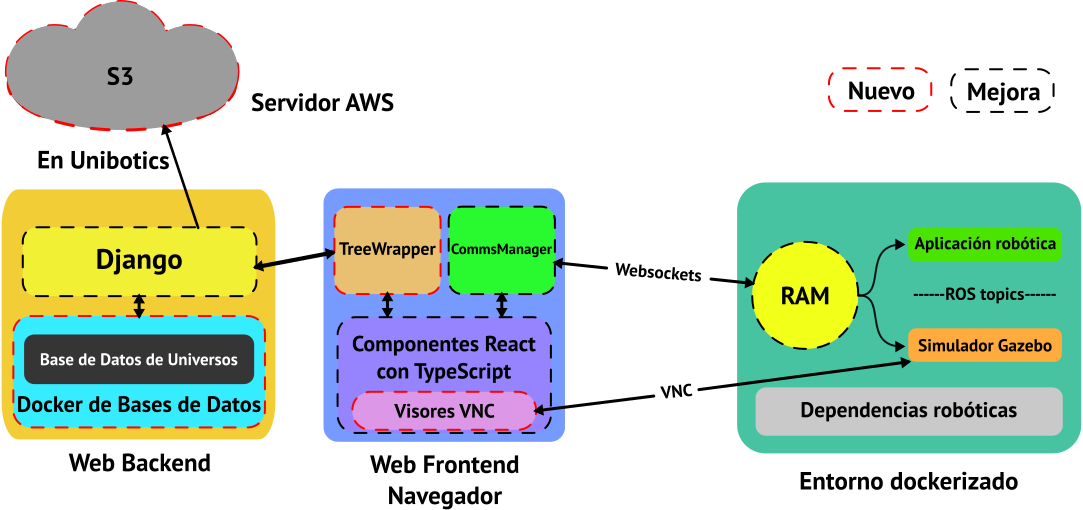 S3
Servidor AWS
En Unibotics
Nuevo
Mejora
Django
Base de Datos de Universos
Docker de Bases de Datos
Web Backend
TreeWrapper
CommsManager
Componentes React
con TypeScript
Visores VNC
Web Frontend
Navegador
Websockets
VNC
RAM
Aplicación robótica
------ROS topics------
Simulador Gazebo
Dependencias robóticas
Entorno dockerizado